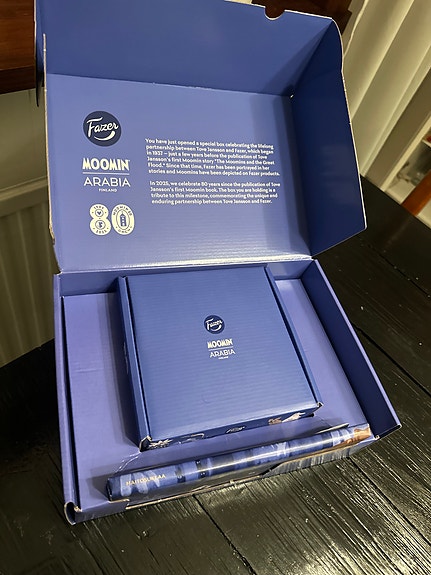 Fazer
MOOMIN
ARABIA
FINLAND
80
You have just opened a special box celebrating the lifelong
partnership between Tove Jansson and Fazer, which began
in 1937 – just a few years before the publication of Tove
Jansson's first Moomin story "The Moomins and the Great
Flood." Since that time, Fazer has been portrayed in her
stories and Moomins have been depicted on Fazer products.
In 2025, we celebrate 80 years since the publication of Tove
Jansson's first Moomin book. The box you are holding is
a tribute to this milestone, commemorating the unique and
enduring partnership between Tove Jansson and Fazer.
Fazer
MOOMIN
ARABIA
FINLAND